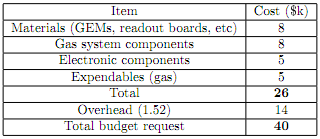 Item Cost ($k)
Materials (GEMs, readout boards, etc) 8
Gas system components 8
Electronic components 5
Expendables (gas) 5
Total 26
Overhead (1.52) 14
Total budget request 40